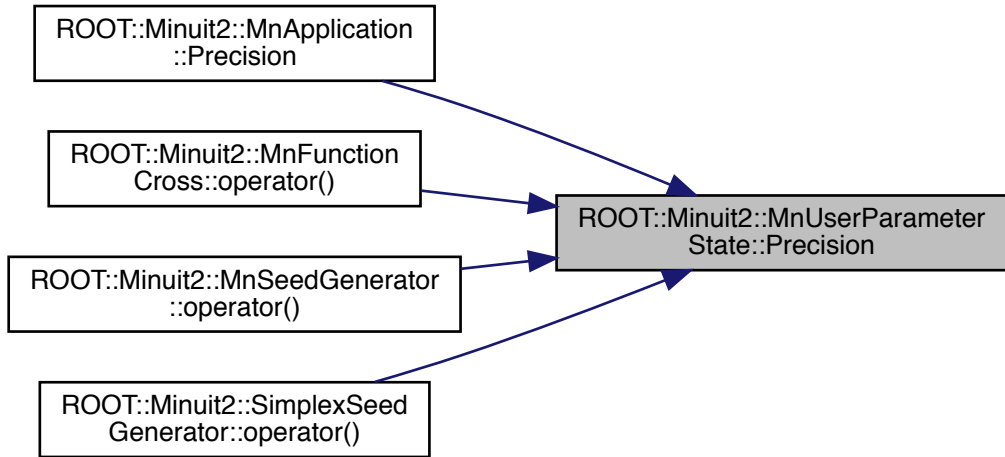 ROOT::Minuit2::MnApplication
::Precision
ROOT::Minuit2::MnFunction
Cross::operator()
ROOT::Minuit2::MnUserParameter
State::Precision
ROOT::Minuit2::MnSeedGenerator
::operator()
ROOT::Minuit2::SimplexSeed
Generator::operator()